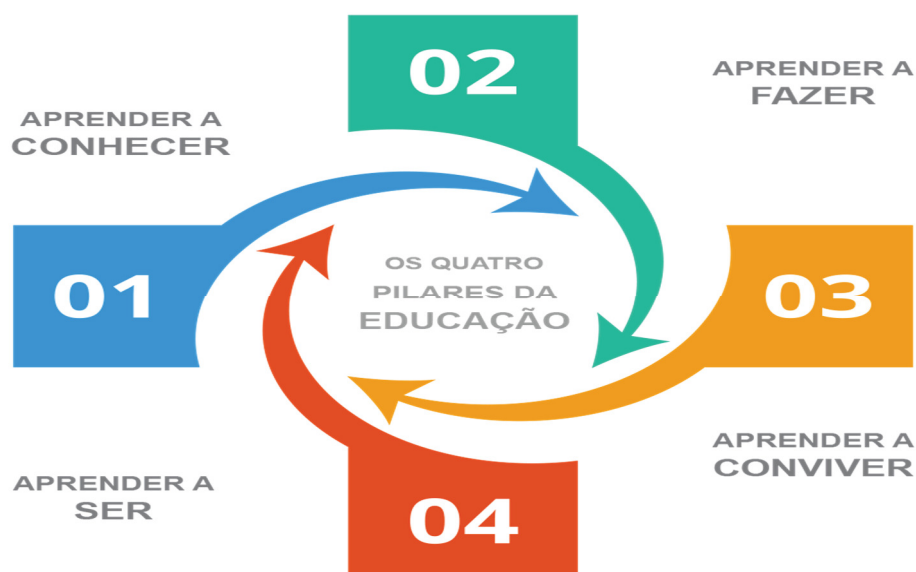 02
APRENDER A
FAZER
APRENDER A
CONHECER
01
OS QUATRO
PILARES DA
EDUCAÇÃO
03
APRENDER A
CONVIVER
APRENDER A
SER
04